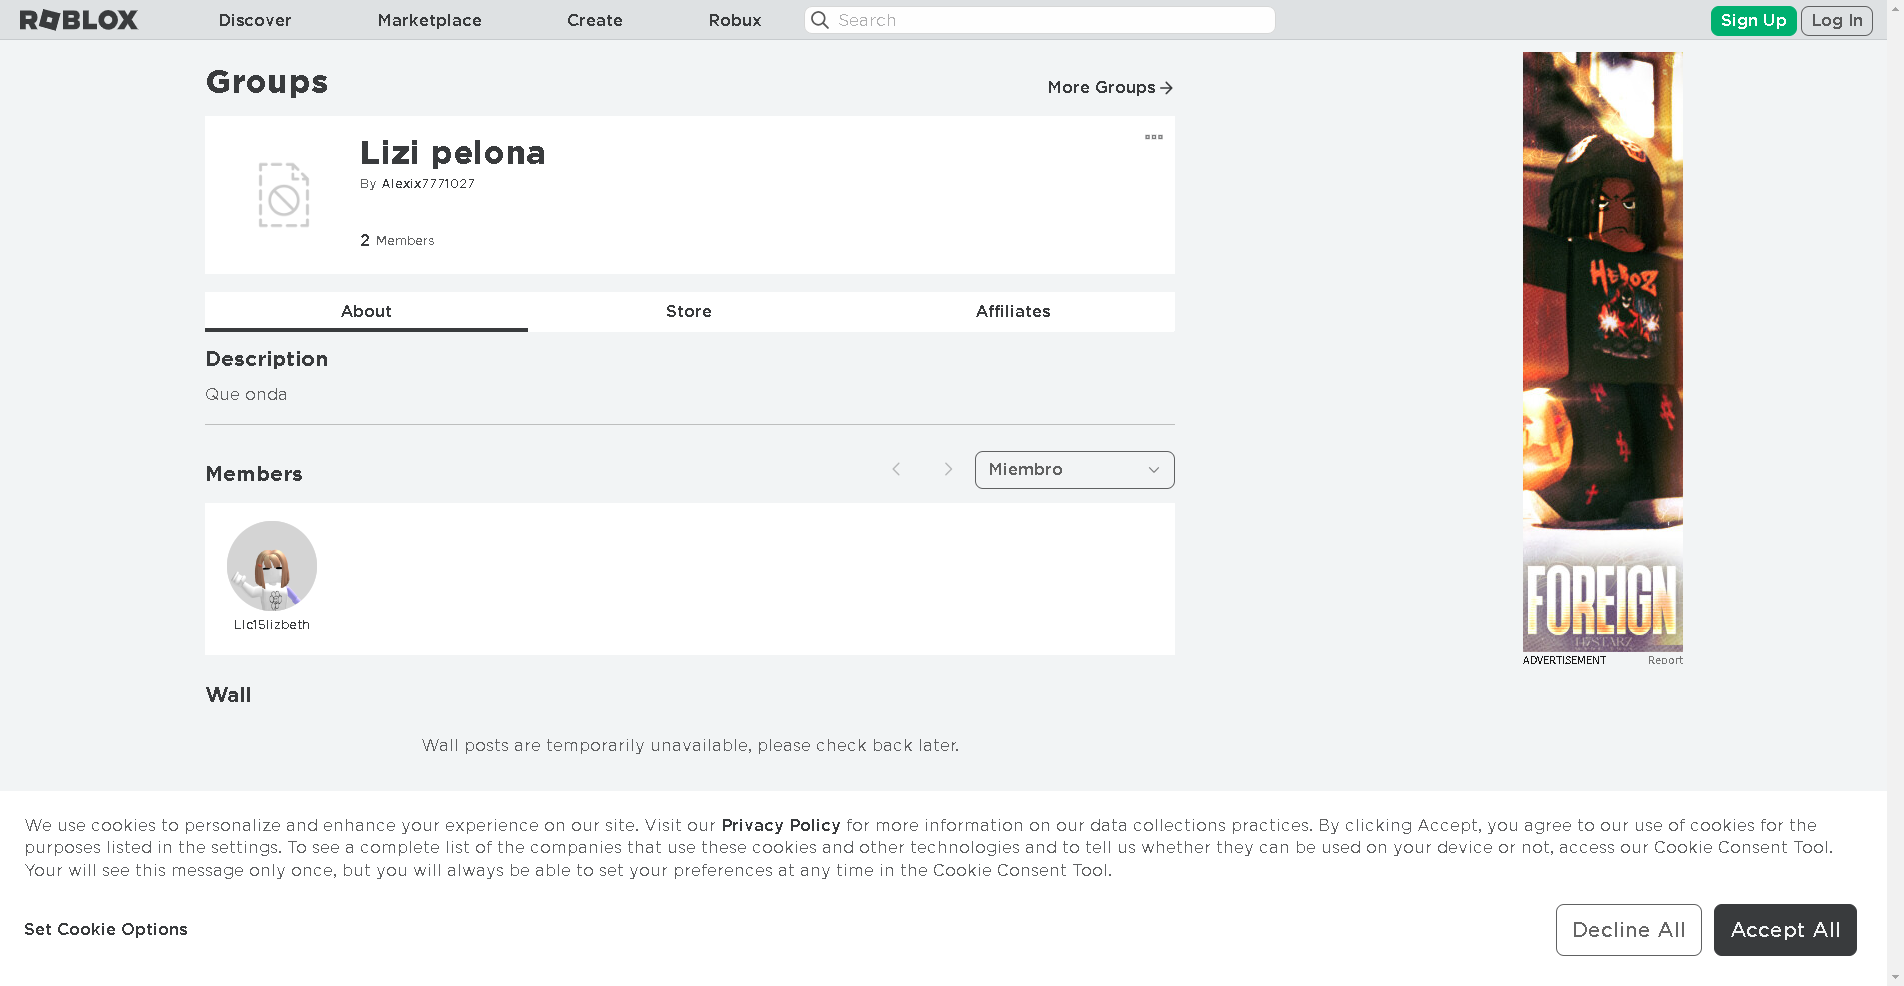 ROBLOX Discover Marketplace Create Robux Search Sign Up Log In
Groups
More Groups
Lizi pelona
By Alexix7771027
2 Members
About Store Affiliates
Description
Que onda
Members
Miembro
Llc15lizbeth
Wall
Wall posts are temporarily unavailable, please check back later.
HEROZ
FOREIGN
ADVERTISEMENT Report
We use cookies to personalize and enhance your experience on our site. Visit our Privacy Policy for more information on our data collections practices. By clicking Accept, you agree to our use of cookies for the
purposes listed in the settings. To see a complete list of the companies that use these cookies and other technologies and to tell us whether they can be used on your device or not, access our Cookie Consent Tool.
Your will see this message only once, but you will always be able to set your preferences at any time in the Cookie Consent Tool.
Set Cookie Options
Decline All Accept All